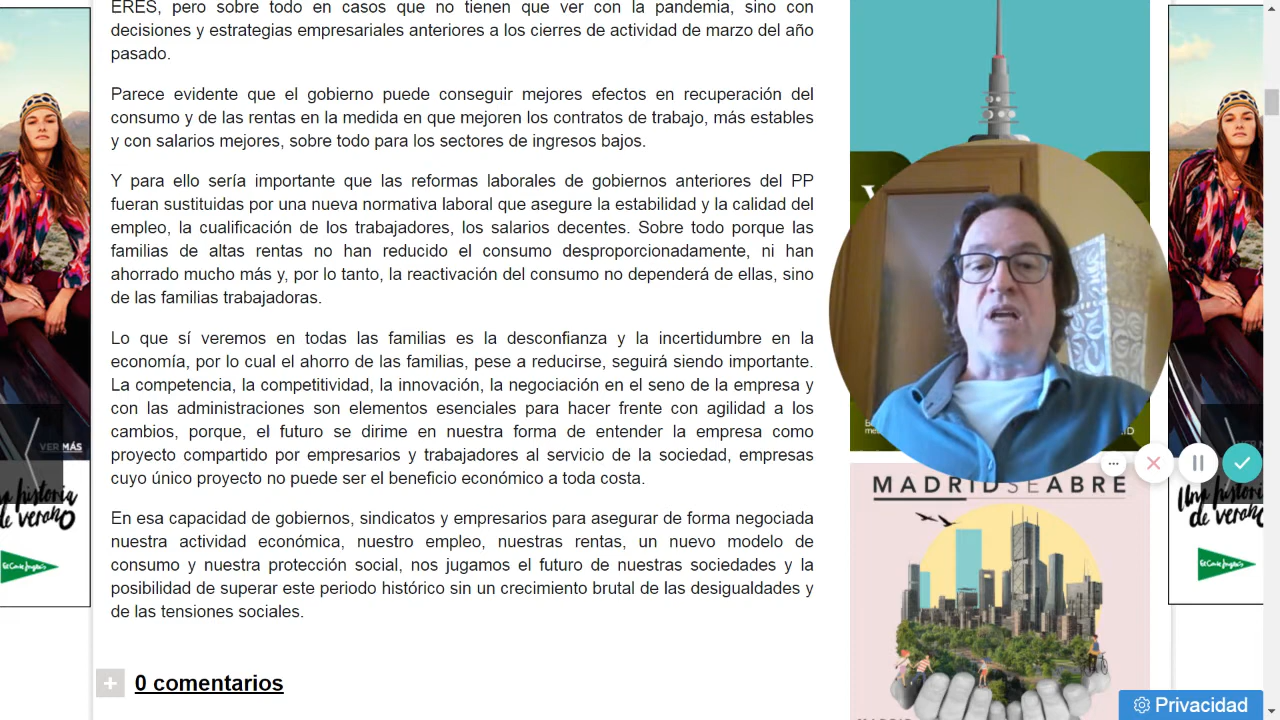 ERES, pero sobre todo en casos que no tienen que ver con la pandemia, sino con
decisiones y estrategias empresariales anteriores a los cierres de actividad de marzo del año
pasado.
Parece evidente que el gobierno puede conseguir mejores efectos en recuperación del
consumo y de las rentas en la medida en que mejoren los contratos de trabajo, más estables
y con salarios mejores, sobre todo para los sectores de ingresos bajos.
Y para ello sería importante que las reformas laborales de gobiernos anteriores del PP
fueran sustituidas por una nueva normativa laboral que asegure la estabilidad y la calidad del
empleo, la cualificación de los trabajadores, los salarios decentes. Sobre todo porque las
familias de altas rentas no han reducido el consumo desproporcionadamente, ni han
ahorrado mucho más y, por lo tanto, la reactivación del consumo no dependerá de ellas, sino
de las familias trabajadoras.
Lo que sí veremos en todas las familias es la desconfianza y la incertidumbre en la
economía, por lo cual el ahorro de las familias, pese a reducirse, seguirá siendo importante.
La competencia, la competitividad, la innovación, la negociación en el seno de la empresa y
con las administraciones son elementos esenciales para hacer frente con agilidad a los
cambios, porque, el futuro se dirime en nuestra forma de entender la empresa como
proyecto compartido por empresarios y trabajadores al servicio de la sociedad, empresas
cuyo único proyecto no puede ser el beneficio económico a toda costa.
En esa capacidad de gobiernos, sindicatos y empresarios para asegurar de forma negociada
nuestra actividad económica, nuestro empleo, nuestras rentas, un nuevo modelo de
consumo y nuestra protección social, nos jugamos el futuro de nuestras sociedades y la
posibilidad de superar este periodo histórico sin un crecimiento brutal de las desigualdades y
de las tensiones sociales.
0 comentarios
VER MÁS
historia
de verano
El Corte Inglés
MADRIDSEABRE
Una historia
de verano
El Corte Inglés
Privacidad